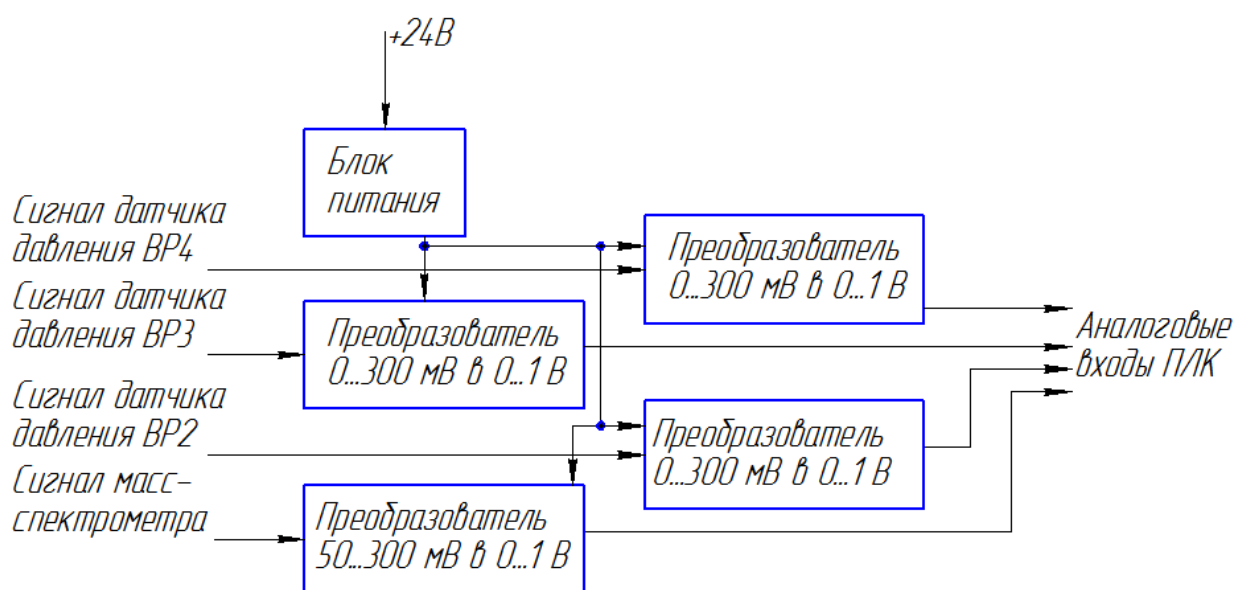 +24В
Блок
питания
Сигнал датчика
давления ВР4
Преобразователь
0...300 мВ в 0...1 В
Сигнал датчика
давления ВР3
Преобразователь
0...300 мВ в 0...1 В
Аналоговые
входы ПЛК
Сигнал датчика
давления ВР2
Преобразователь
0...300 мВ в 0...1 В
Сигнал масс-
спектрометра
Преобразователь
50...300 мВ в 0...1 В